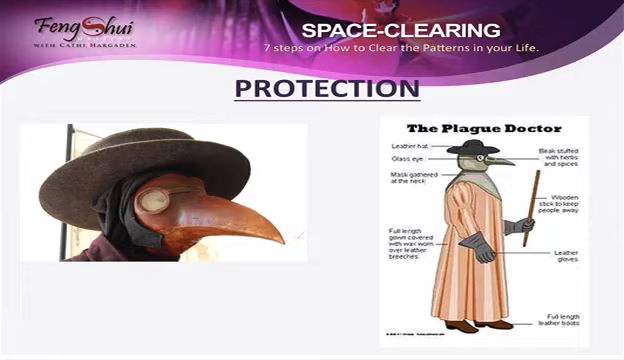 Feng Shui
WITH CATHI HARGADEN
SPACE-CLEARING
7 steps on How to Clear the Patterns in your Life.
PROTECTION
The Plague Doctor
Leather hat
Glass eye
Mask gathered
at the neck
Beak stuffed
with herbs
and spices
Wooden
stick to keep
people away
Full length
gown covered
with wax worn
over leather
breeches.
Leather
gloves
Full length
leather boots